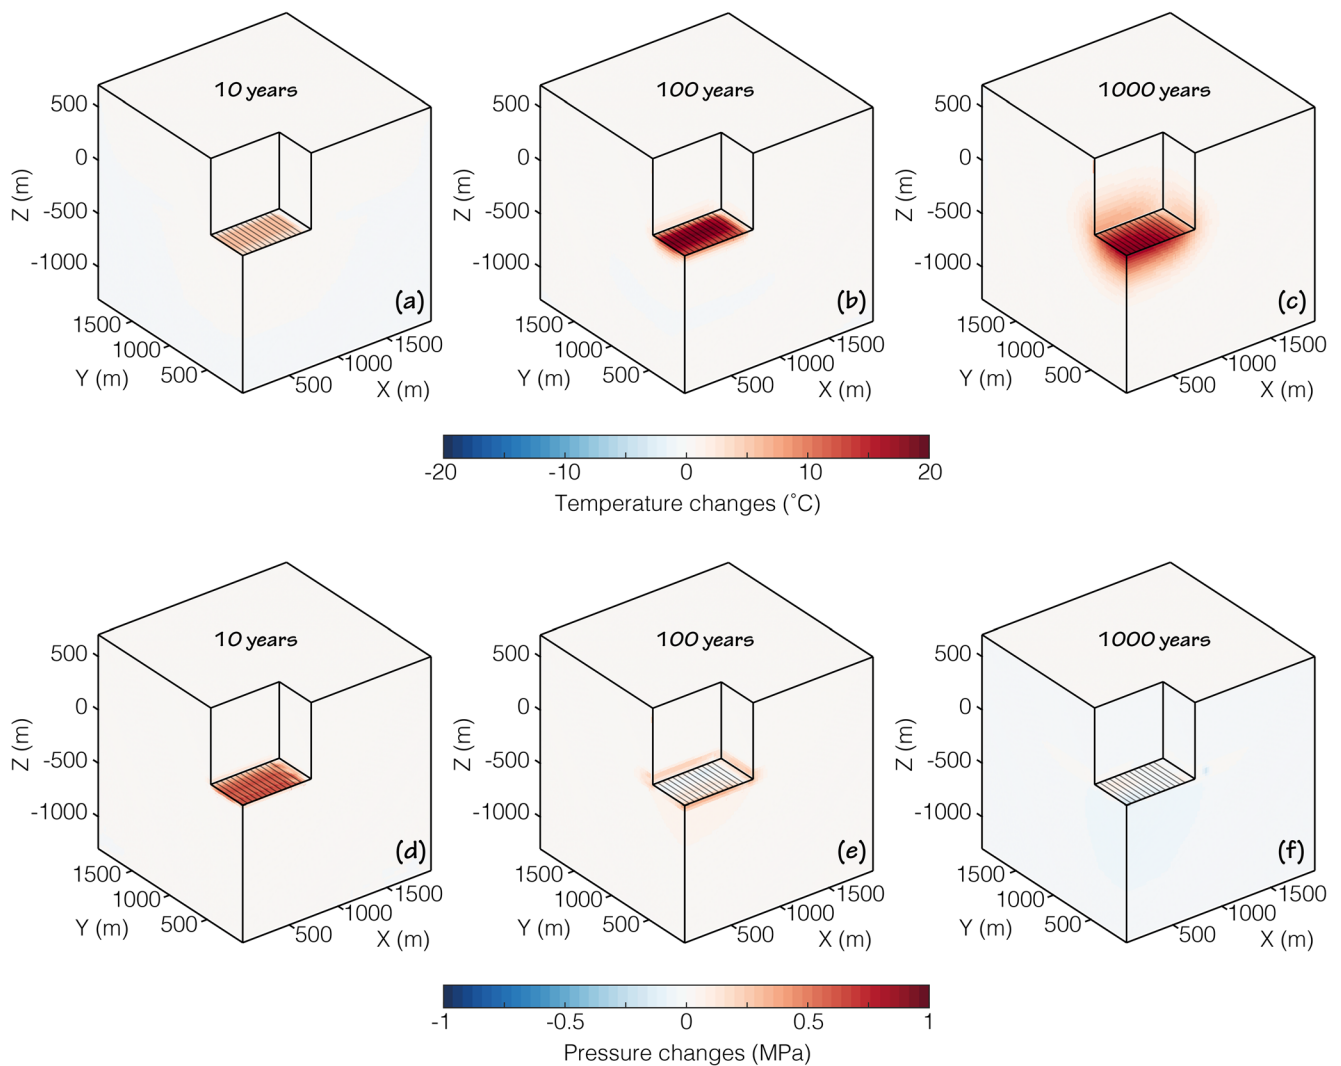 10 years
100 years
1000 years
500
0
-500
-1000
Z (m)
1500
1000
500
Y (m)
500
1000
1500
X (m)
(a)
500
0
-500
-1000
Z (m)
1500
1000
500
Y (m)
500
1000
1500
X (m)
(b)
500
0
-500
-1000
Z (m)
1500
1000
500
Y (m)
500
1000
1500
X (m)
(c)
-20 -10 0 10 20
Temperature changes (˚C)
10 years
100 years
1000 years
500
0
-500
-1000
Z (m)
1500
1000
500
Y (m)
500
1000
1500
X (m)
(d)
500
0
-500
-1000
Z (m)
1500
1000
500
Y (m)
500
1000
1500
X (m)
(e)
500
0
-500
-1000
Z (m)
1500
1000
500
Y (m)
500
1000
1500
X (m)
(f)
-1 -0.5 0 0.5 1
Pressure changes (MPa)